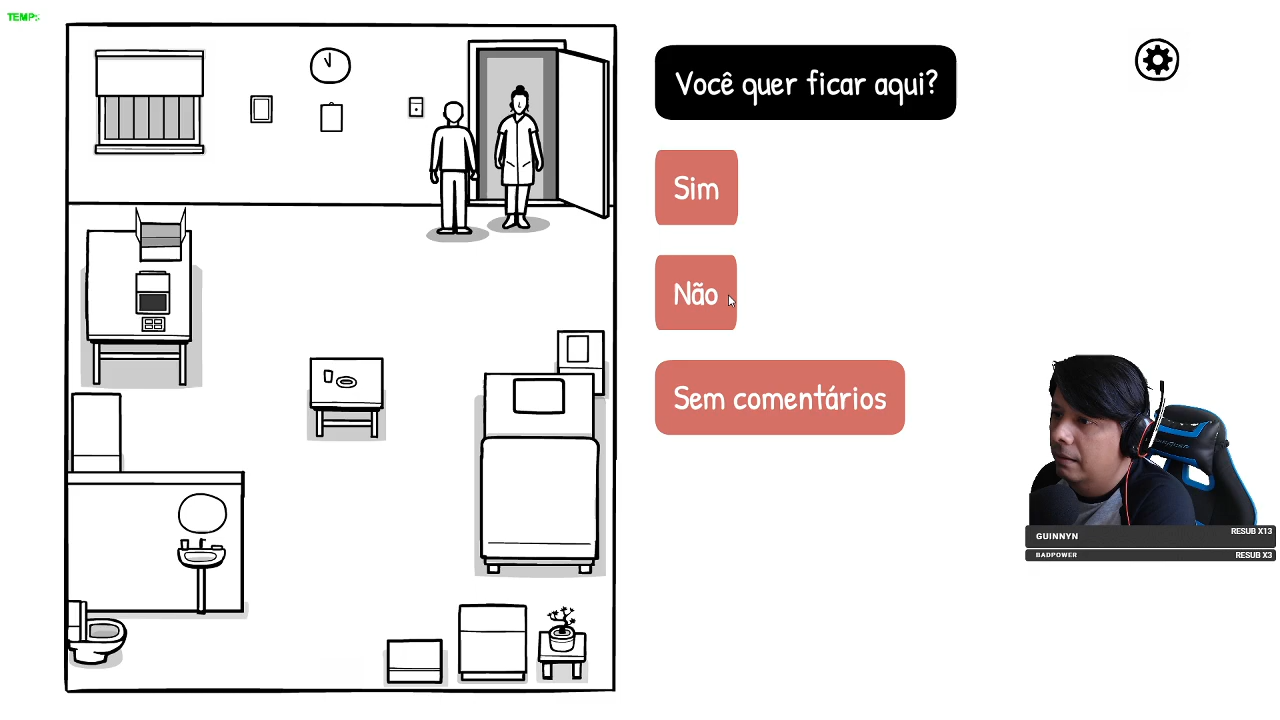 TEMP:
Você quer ficar aqui?
Sim
Não
Sem comentários
GUINNYN RESUB X13
BADPOWER RESUB X3